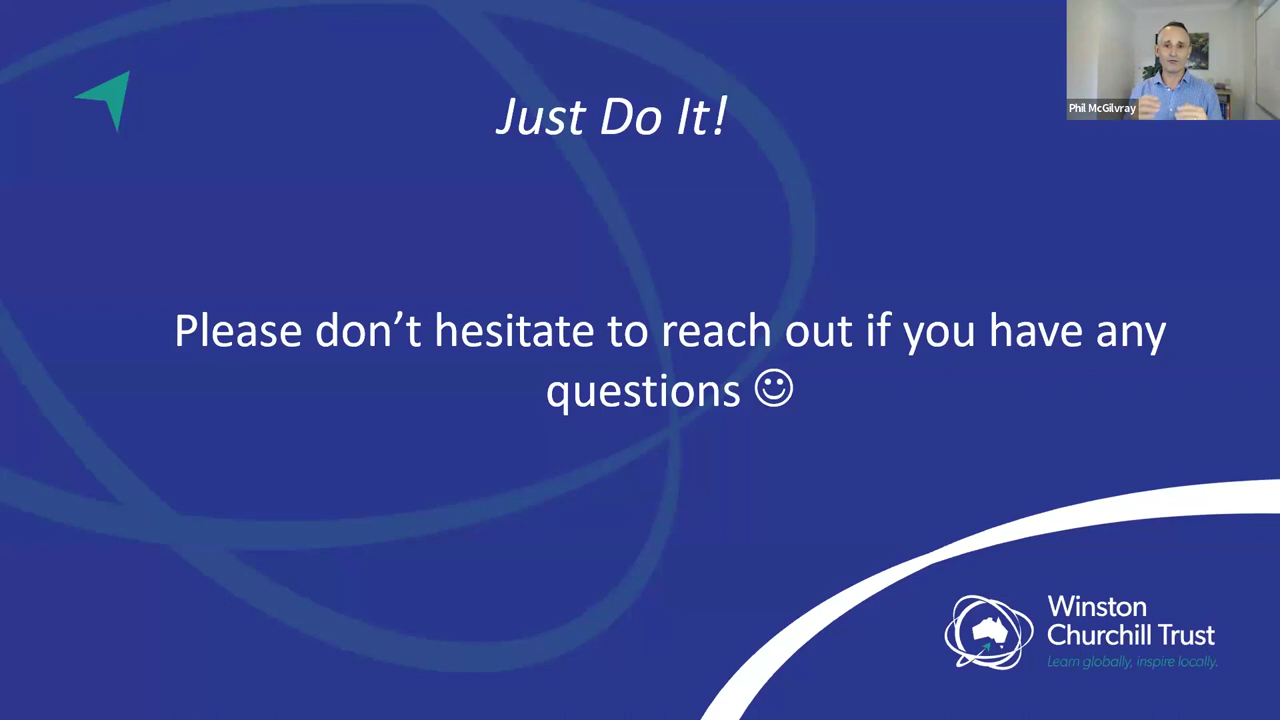 Just Do It!
Phil McGilvray
Please don’t hesitate to reach out if you have any
questions ☺
Winston
Churchill Trust
Learn globally, inspire locally.